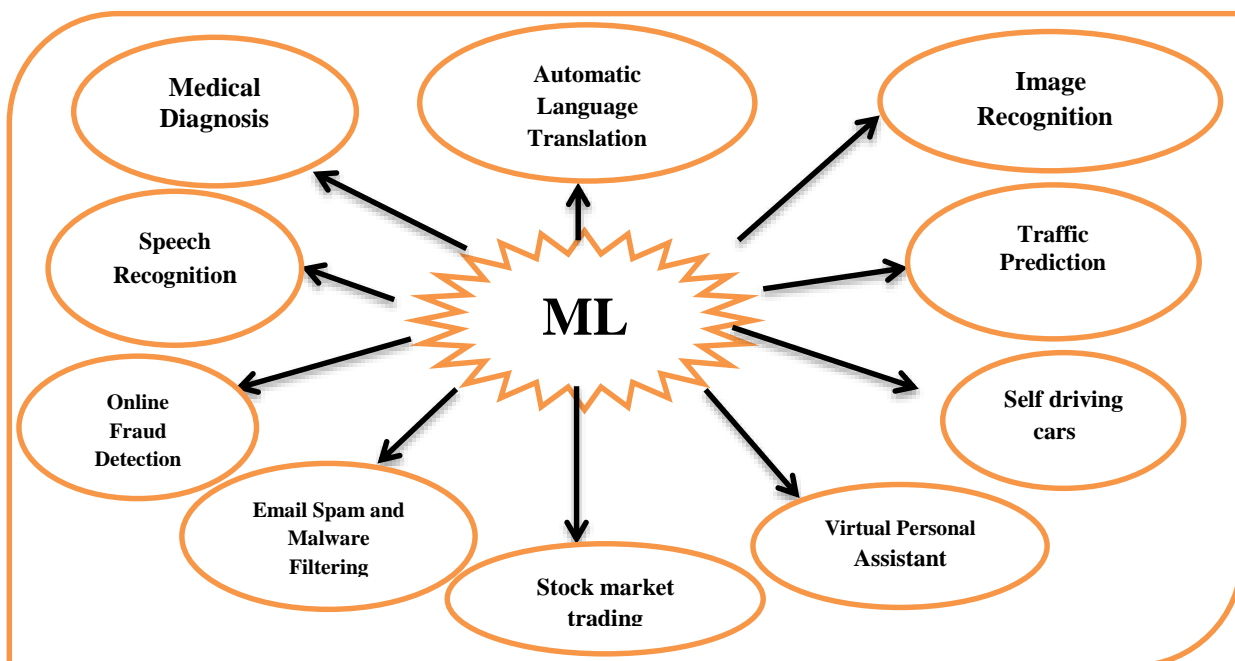 Medical
Diagnosis
Automatic
Language
Translation
Image
Recognition
Speech
Recognition
Traffic
Prediction
ML
Online
Fraud
Detection
Self driving
cars
Email Spam and
Malware
Filtering
Virtual Personal
Assistant
Stock market
trading